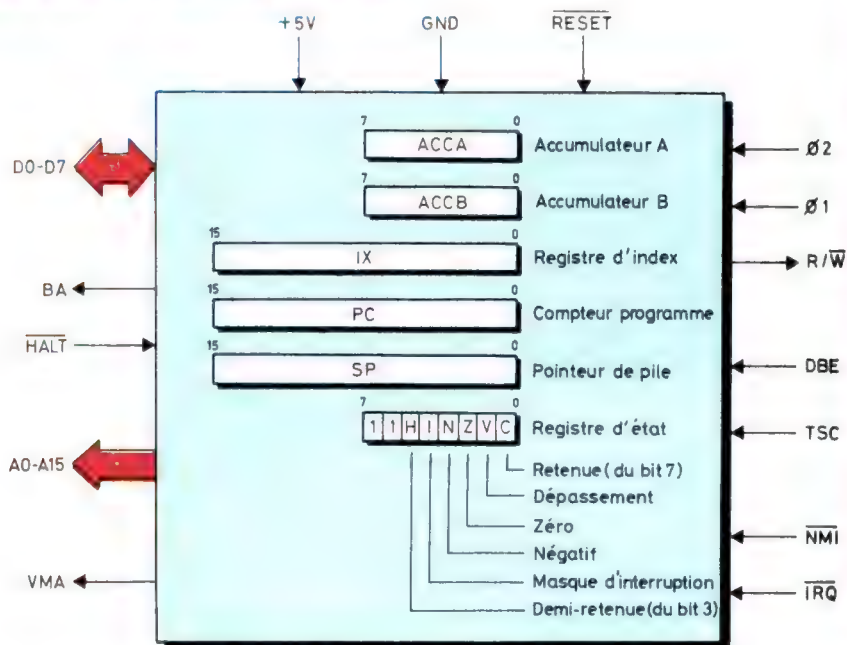 +5V GND RESET
7 0
ACCA Accumulateur A
7 0
ACCB Accumulateur B
15 0
IX Registre d'index
15 0
PC Compteur programme
15 0
SP Pointeur de pile
7 0
1 1 H I N Z V C Registre d'état
Retenue (du bit 7)
Dépassement
Zéro
Négatif
Masque d'interruption
Demi-retenue (du bit 3)
D0-D7
BA
HALT
A0-A15
VMA
Ø2
Ø1
R/W
DBE
TSC
NMI
IRQ